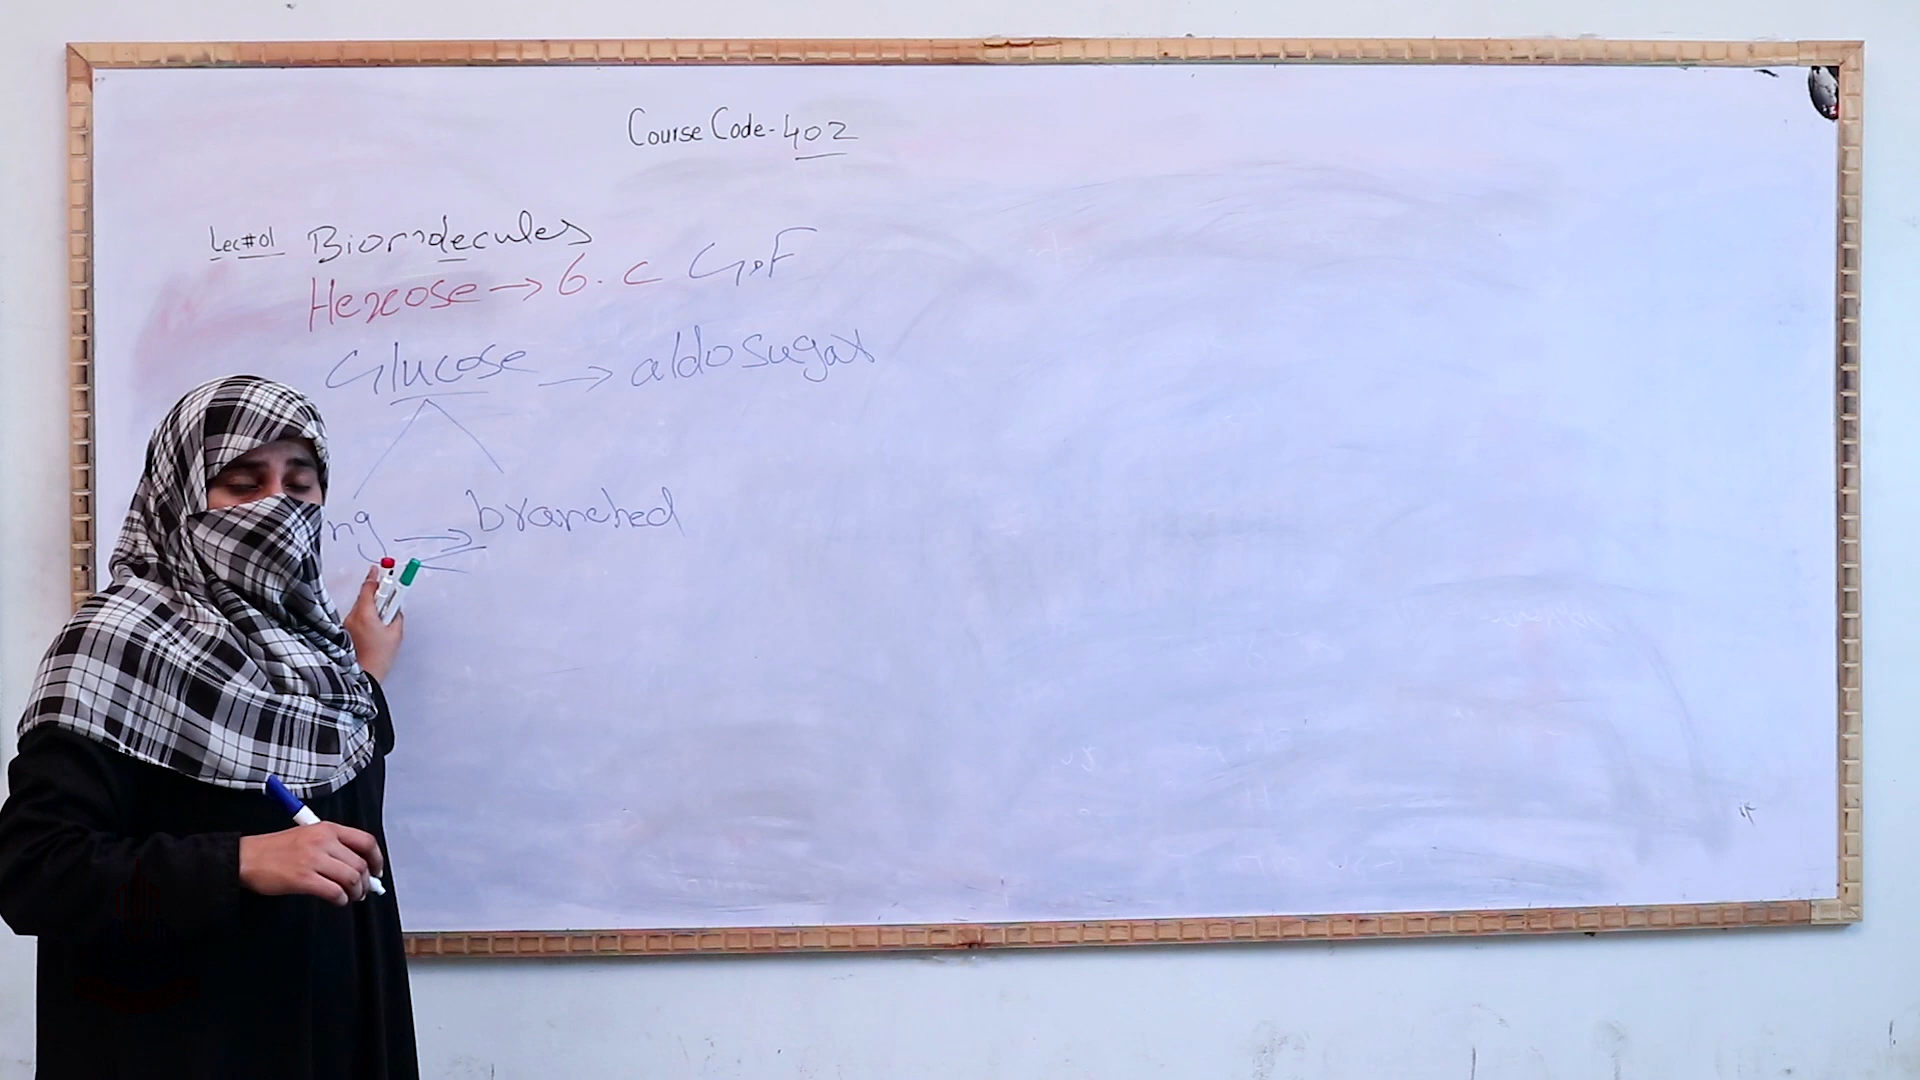 Course Code-402
Lec#01 Biomolecules
Hexose → 6.c G,F
Glucose → aldosugar
ng → branched